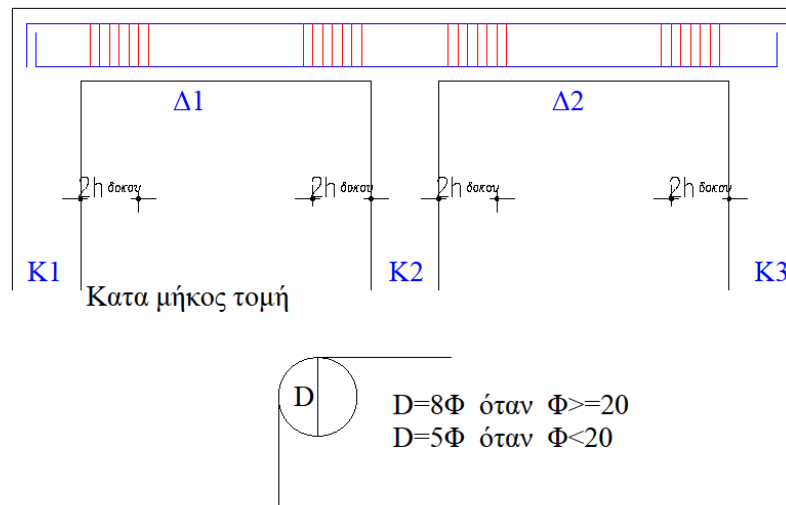 Δ1 Δ2
2h δοκου 2h δοκου 2h δοκου 2h δοκου
K1 K2 K3
Κατα μήκος τομή
D
D=8Φ όταν Φ>=20
D=5Φ όταν Φ<20